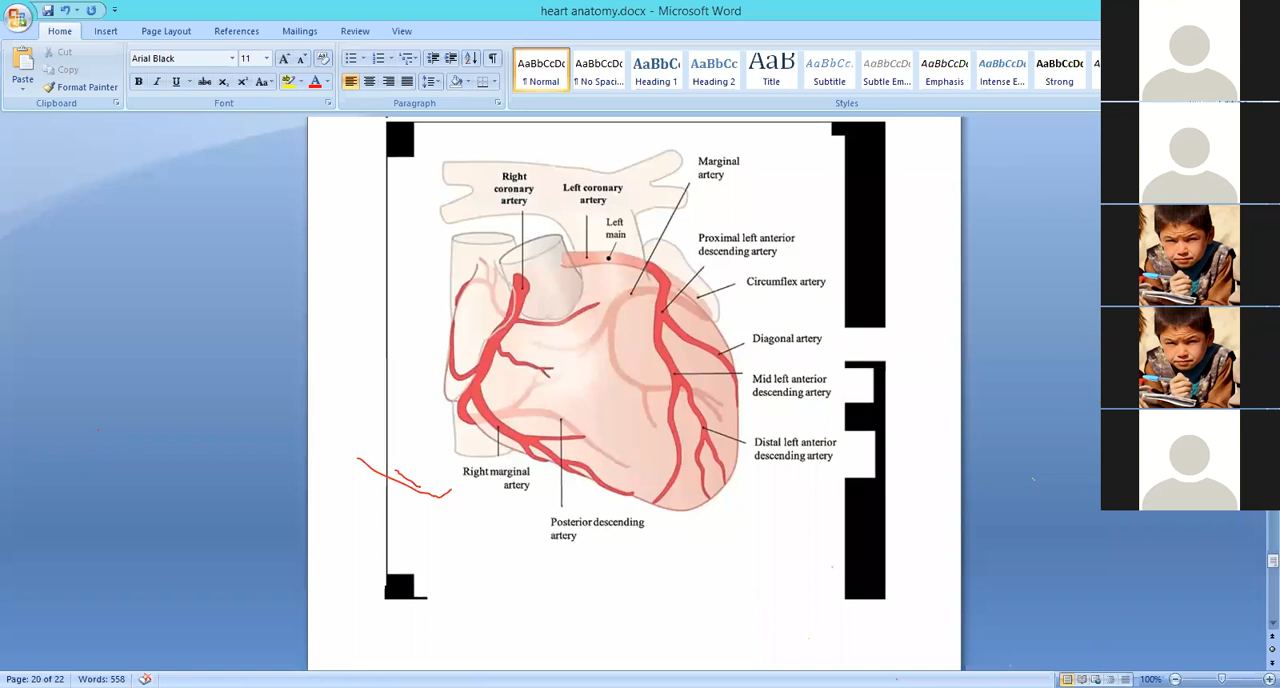 heart anatomy.docx - Microsoft Word
Home Insert Page Layout References Mailings Review View
Cut
Copy
Paste
Format Painter
Clipboard
Arial Black 11
Font
Paragraph
AaBbCcDc AaBbCcDc AaBbC AaBbCc AaB AaBbCc. AaBbCcDc AaBbCcDc AaBbCcDc AaBbCcDc
¶ Normal ¶ No Spaci... Heading 1 Heading 2 Title Subtitle Subtle Em... Emphasis Intense E... Strong
Styles
Right
coronary
artery
Left coronary
artery
Left
main
Marginal
artery
Proximal left anterior
descending artery
Circumflex artery
Diagonal artery
Mid left anterior
descending artery
Distal left anterior
descending artery
Right marginal
artery
Posterior descending
artery
Page: 20 of 22 Words: 558 100%